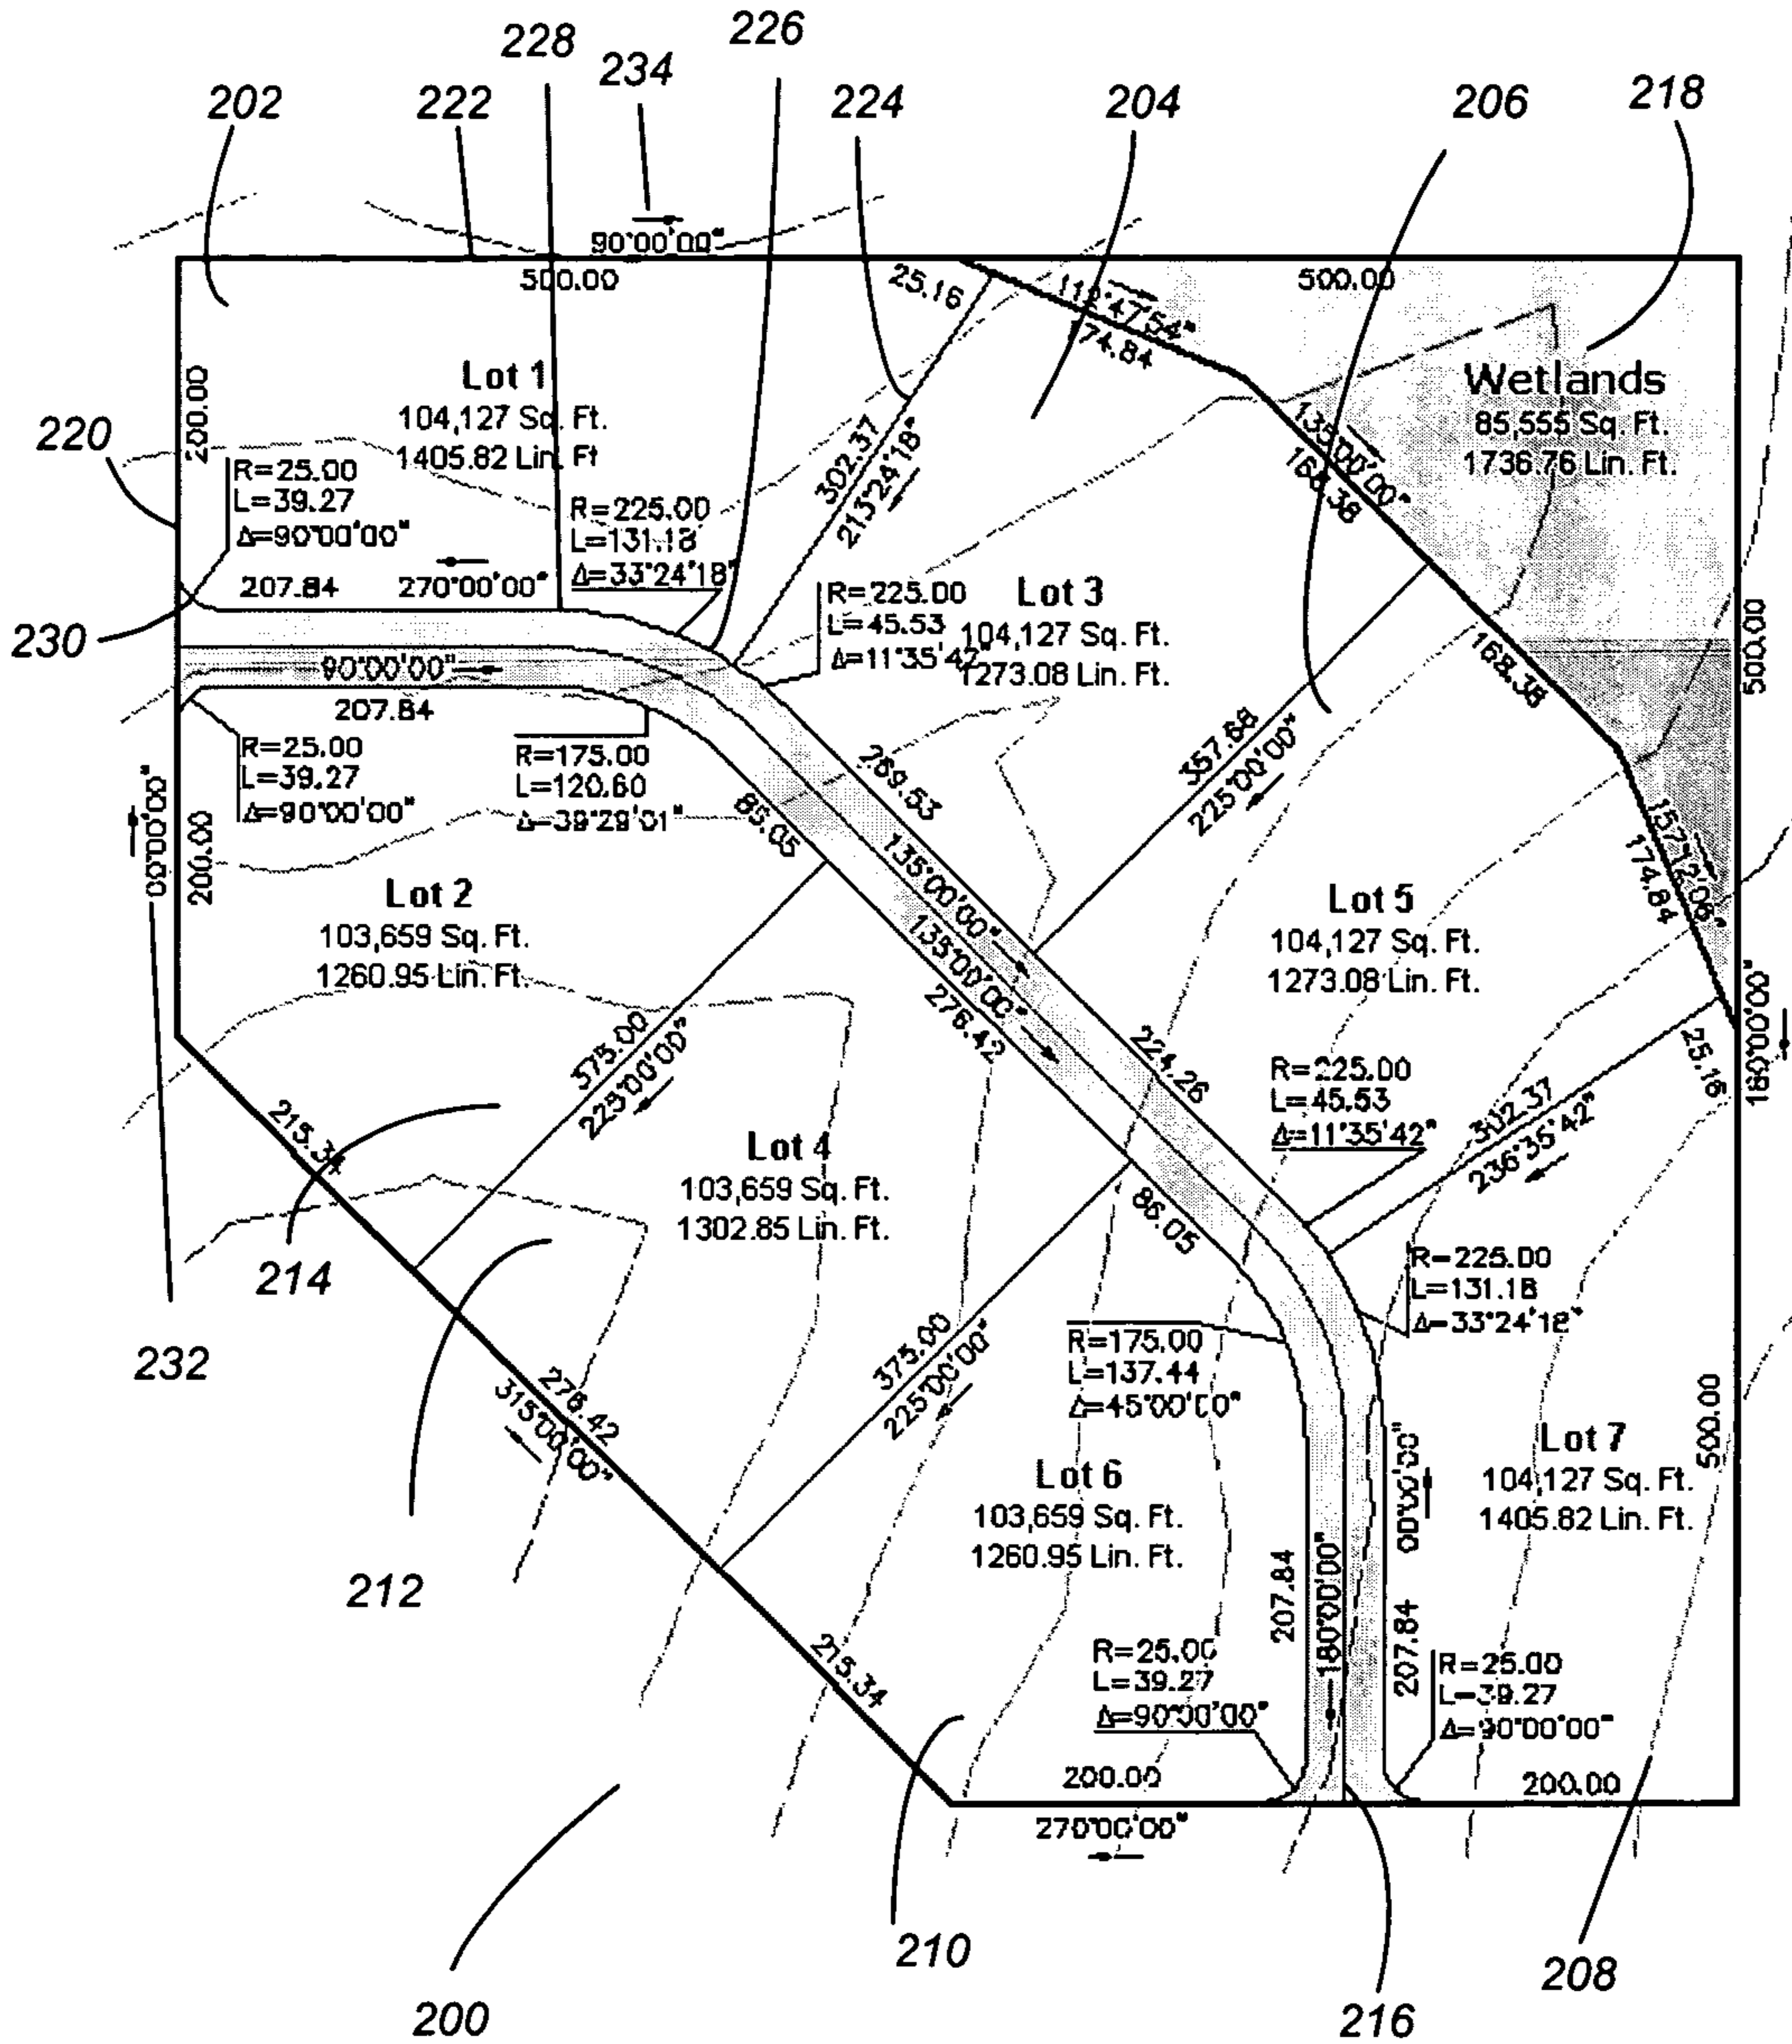 228
226
234
202
222
224
204
206
218
90°00'00"
500.00
25.16
112°47'54"
174.84
500.00
Lot 1
104,127 Sq. Ft.
1405.82 Lin. Ft
200.00
220
Wetlands
85,555 Sq. Ft.
1736.76 Lin. Ft.
135°00'00"
168.38
302.37
213°24'18"
R=25.00
L=39.27
Δ=90°00'00"
R=225.00
L=131.18
Δ=33°24'18"
207.84
270°00'00"
230
R=225.00
L=45.53
Δ=11°35'42"
Lot 3
104,127 Sq. Ft.
1273.08 Lin. Ft.
168.38
500.00
90°00'00"
207.84
R=25.00
L=39.27
Δ=90°00'00"
R=175.00
L=120.60
Δ=39°29'01"
269.53
357.68
225°00'00"
00°00'00"
200.00
157°12'06"
174.84
135°00'00"
135°00'00"
Lot 2
103,659 Sq. Ft.
1260.95 Lin. Ft.
Lot 5
104,127 Sq. Ft.
1273.08 Lin. Ft.
276.42
375.00
225°00'00"
224.26
180°00'00"
25.16
R=225.00
L=45.53
Δ=11°35'42"
302.37
236°35'42"
215.34
Lot 4
103,659 Sq. Ft.
1302.85 Lin. Ft.
86.05
214
232
R=225.00
L=131.18
Δ=33°24'18"
375.00
225°00'00"
R=175.00
L=137.44
Δ=45°00'00"
276.42
315°00'00"
500.00
00°00'00"
Lot 7
104,127 Sq. Ft.
1405.82 Lin. Ft.
Lot 6
103,659 Sq. Ft.
1260.95 Lin. Ft.
212
207.84
180°00'00"
207.84
215.34
R=25.00
L=39.27
Δ=90°00'00"
R=25.00
L=39.27
Δ=90°00'00"
200.00
200.00
270°00'00"
210
208
200
216